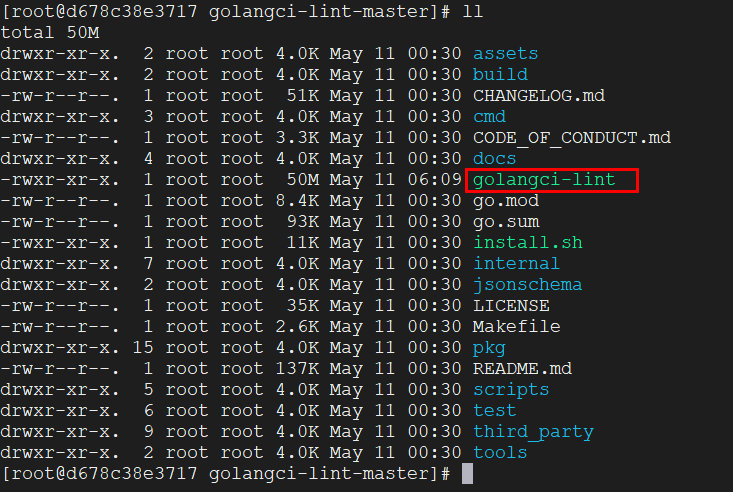 [root@d678c38e3717 golangci-lint-master]# ll
total 50M
drwxr-xr-x.  2 root root 4.0K May 11 00:30 assets
drwxr-xr-x.  2 root root 4.0K May 11 00:30 build
-rw-r--r--.  1 root root  51K May 11 00:30 CHANGELOG.md
drwxr-xr-x.  3 root root 4.0K May 11 00:30 cmd
-rw-r--r--.  1 root root 3.3K May 11 00:30 CODE_OF_CONDUCT.md
drwxr-xr-x.  4 root root 4.0K May 11 00:30 docs
-rwxr-xr-x.  1 root root  50M May 11 06:09 golangci-lint
-rw-r--r--.  1 root root 8.4K May 11 00:30 go.mod
-rw-r--r--.  1 root root  93K May 11 00:30 go.sum
-rwxr-xr-x.  1 root root  11K May 11 00:30 install.sh
drwxr-xr-x.  7 root root 4.0K May 11 00:30 internal
drwxr-xr-x.  2 root root 4.0K May 11 00:30 jsonschema
-rw-r--r--.  1 root root  35K May 11 00:30 LICENSE
-rw-r--r--.  1 root root 2.6K May 11 00:30 Makefile
drwxr-xr-x. 15 root root 4.0K May 11 00:30 pkg
-rw-r--r--.  1 root root 137K May 11 00:30 README.md
drwxr-xr-x.  5 root root 4.0K May 11 00:30 scripts
drwxr-xr-x.  6 root root 4.0K May 11 00:30 test
drwxr-xr-x.  9 root root 4.0K May 11 00:30 third_party
drwxr-xr-x.  2 root root 4.0K May 11 00:30 tools
[root@d678c38e3717 golangci-lint-master]#